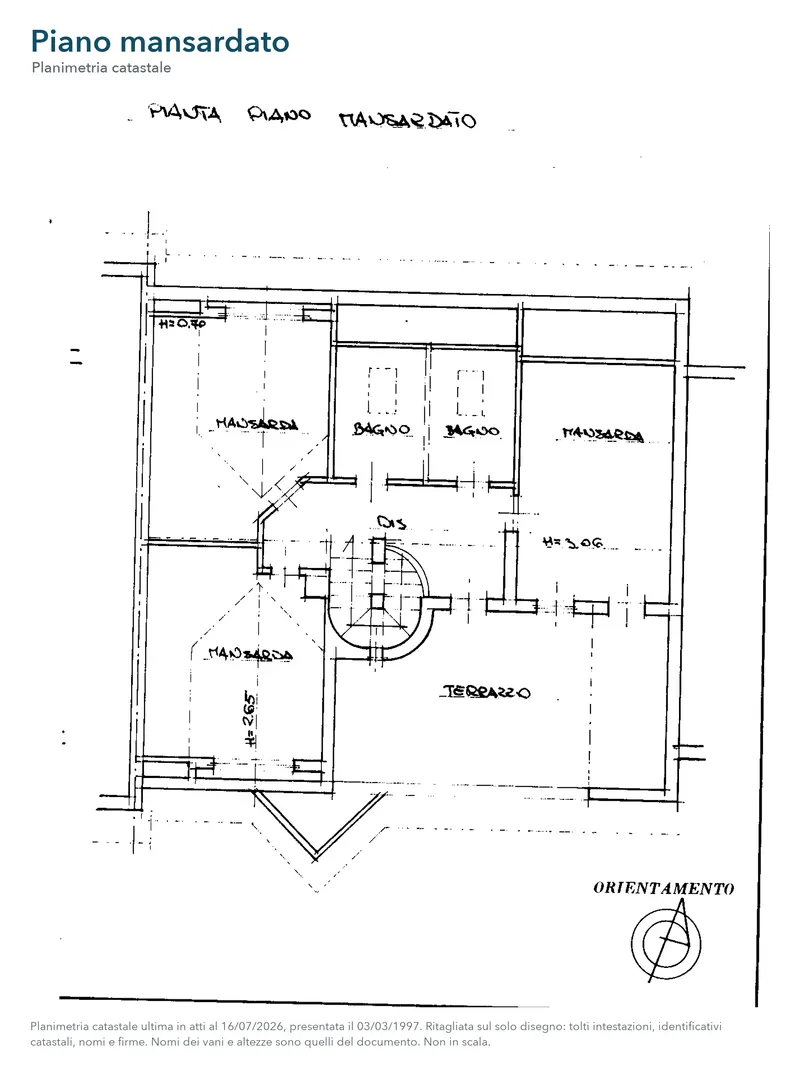 Piano mansardato
Planimetria catastale
PIANTA PIANO MANSARDATO
H=0.70
MANSARDA
BAGNO
BAGNO
MANSARDA
DIS
H=3.06
MANSARDA
H=2.65
TERRAZZO
ORIENTAMENTO
Planimetria catastale ultima in atti al 16/07/2026, presentata il 03/03/1997. Ritagliata sul solo disegno: tolti intestazioni, identificativi
catastali, nomi e firme. Nomi dei vani e altezze sono quelli del documento. Non in scala.